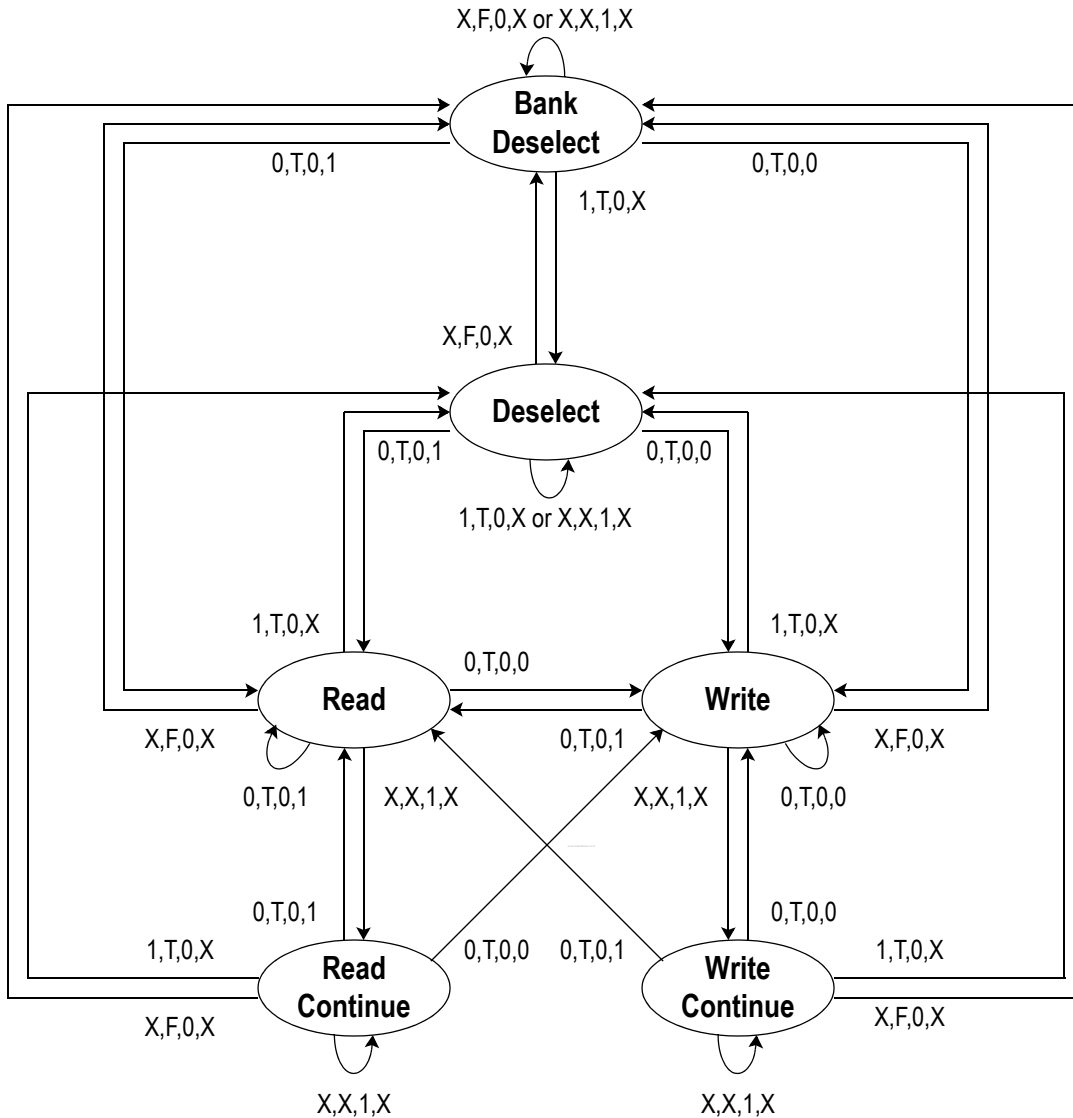 X,F,0,X or X,X,1,X
Bank
Deselect
0,T,0,1
0,T,0,0
1,T,0,X
X,F,0,X
Deselect
0,T,0,1
0,T,0,0
1,T,0,X or X,X,1,X
1,T,0,X
1,T,0,X
0,T,0,0
Read
Write
X,F,0,X
0,T,0,1
X,F,0,X
0,T,0,1
X,X,1,X
X,X,1,X
0,T,0,0
0,T,0,1
0,T,0,0
1,T,0,X
0,T,0,0
0,T,0,1
1,T,0,X
Read
Continue
Write
Continue
X,F,0,X
X,F,0,X
X,X,1,X
X,X,1,X